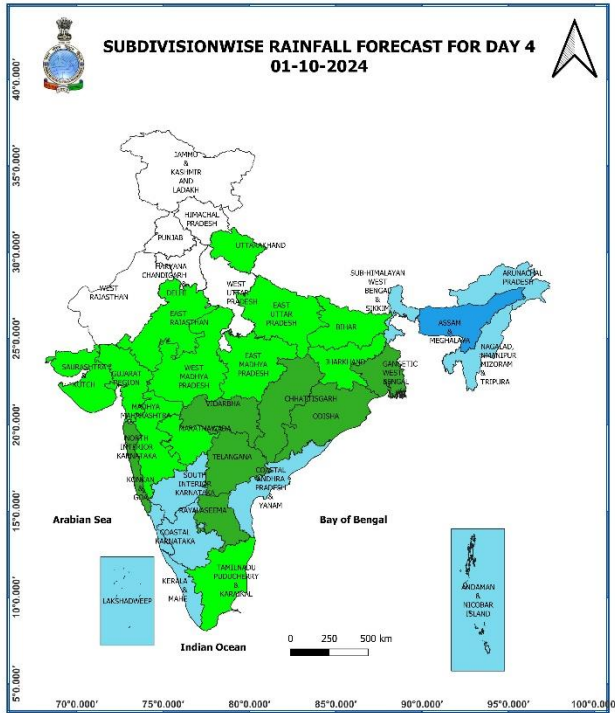 SUBDIVISIONWISE RAINFALL FORECAST FOR DAY 4
01-10-2024
40°0.000'
35°0.000'
30°0.000'
25°0.000'
20°0.000'
15°0.000'
10°0.000'
5°0.000'
JAMMO
&
KASHMIR
AND
LADAKH
HIMACHAL
PRADESH
PUNJAB
UTTARAKHAND
HARYANA
CHANDIGARH
&
DELHI
WEST
RAJASTHAN
WEST
UTTAR
PRADESH
SUB-HIMALAYAN
WEST
BENGAL
&
SIKKIM
ARUNACHAL
PRADESH
EAST
RAJASTHAN
EAST
UTTAR
PRADESH
BIHAR
ASSAM
&
MEGHALAYA
NAGALAD,
MANIPUR
MIZORAM
&
TRIPURA
SAURASHTRA
&
KUTCH
GUJARAT
REGION
WEST
MADHYA
PRADESH
EAST
MADHYA
PRADESH
JHARKHAND
GANGETIC
WEST
BENGAL
MADHYA
MAHARASHTRA
VIDARBHA
CHHATTISGARH
ODISHA
MARATHAWADA
NORTH
INTERIOR
KARNATAKA
TELANGANA
KONKAN
&
GOA
SOUTH
INTERIOR
KARNATAKA
COASTAL
ANDHRA
PRADESH
&
YANAM
RAYALASEEMA
Arabian Sea
Bay of Bengal
COASTAL
KARNATAKA
TAMILNADU
PUDUCHERRY
&
KARAIKAL
KERALA
&
MAHE
LAKSHADWEEP
ANDAMAN
&
NICOBAR
ISLAND
Indian Ocean
0 250 500 km
70°0.000' 75°0.000' 80°0.000' 85°0.000' 90°0.000' 95°0.000' 100°0.000'